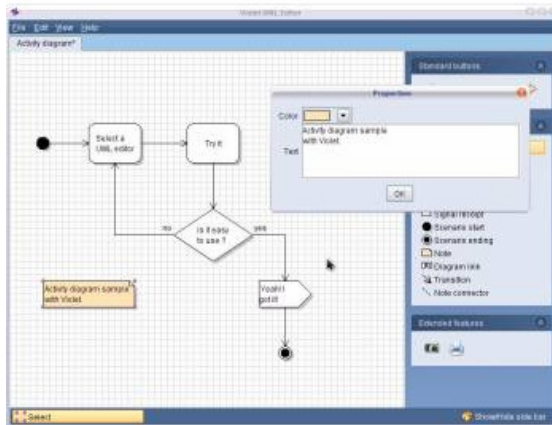 Violet UML Editor
File Edit View Help
Activity diagram*
Standard buttons
Properties
Color
Text
Activity diagram sample
with Violet
OK
Select a
UML editor
Try it
no
Is it easy
to use ?
yes
Yeah! I
got it!
Activity diagram sample
with Violet
Signal receipt
Scenario start
Scenario ending
Note
Diagram link
Transition
Note connector
Extended features
Select
Show/Hide side bar